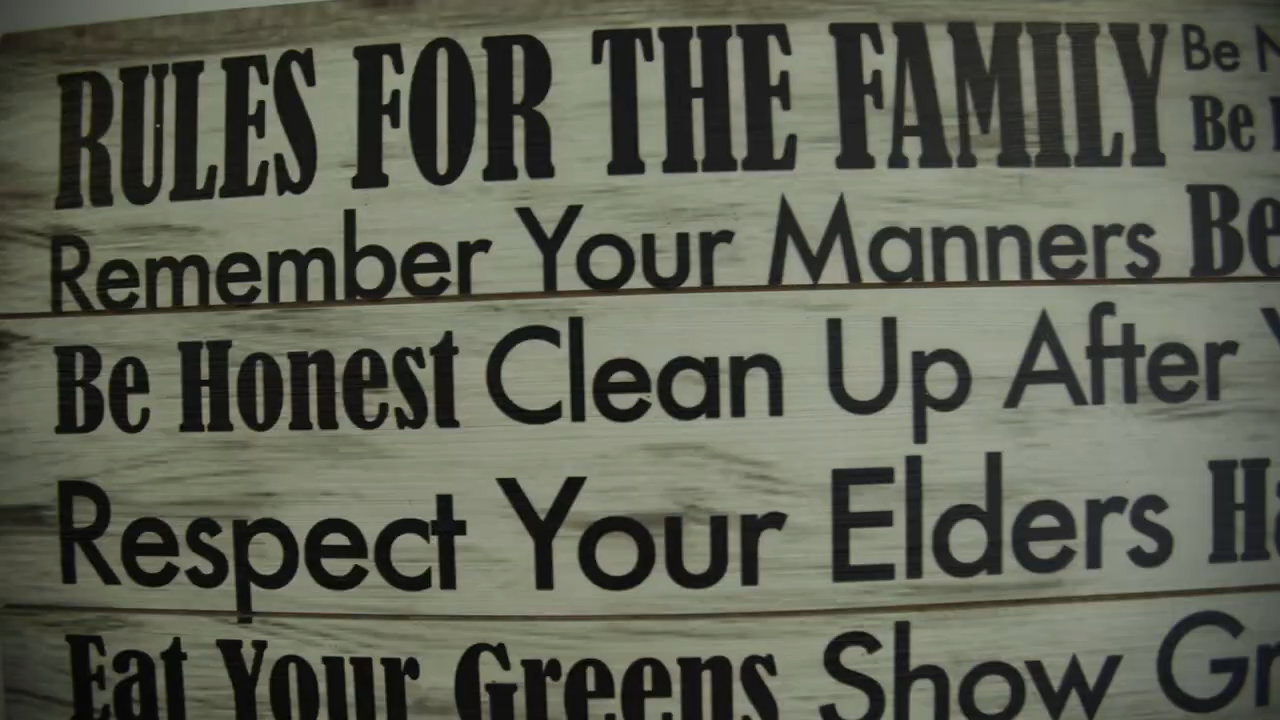 RULES FOR THE FAMILY Be
Be
Remember Your Manners Be
Be Honest Clean Up After
Respect Your Elders
Eat Your Greens Show